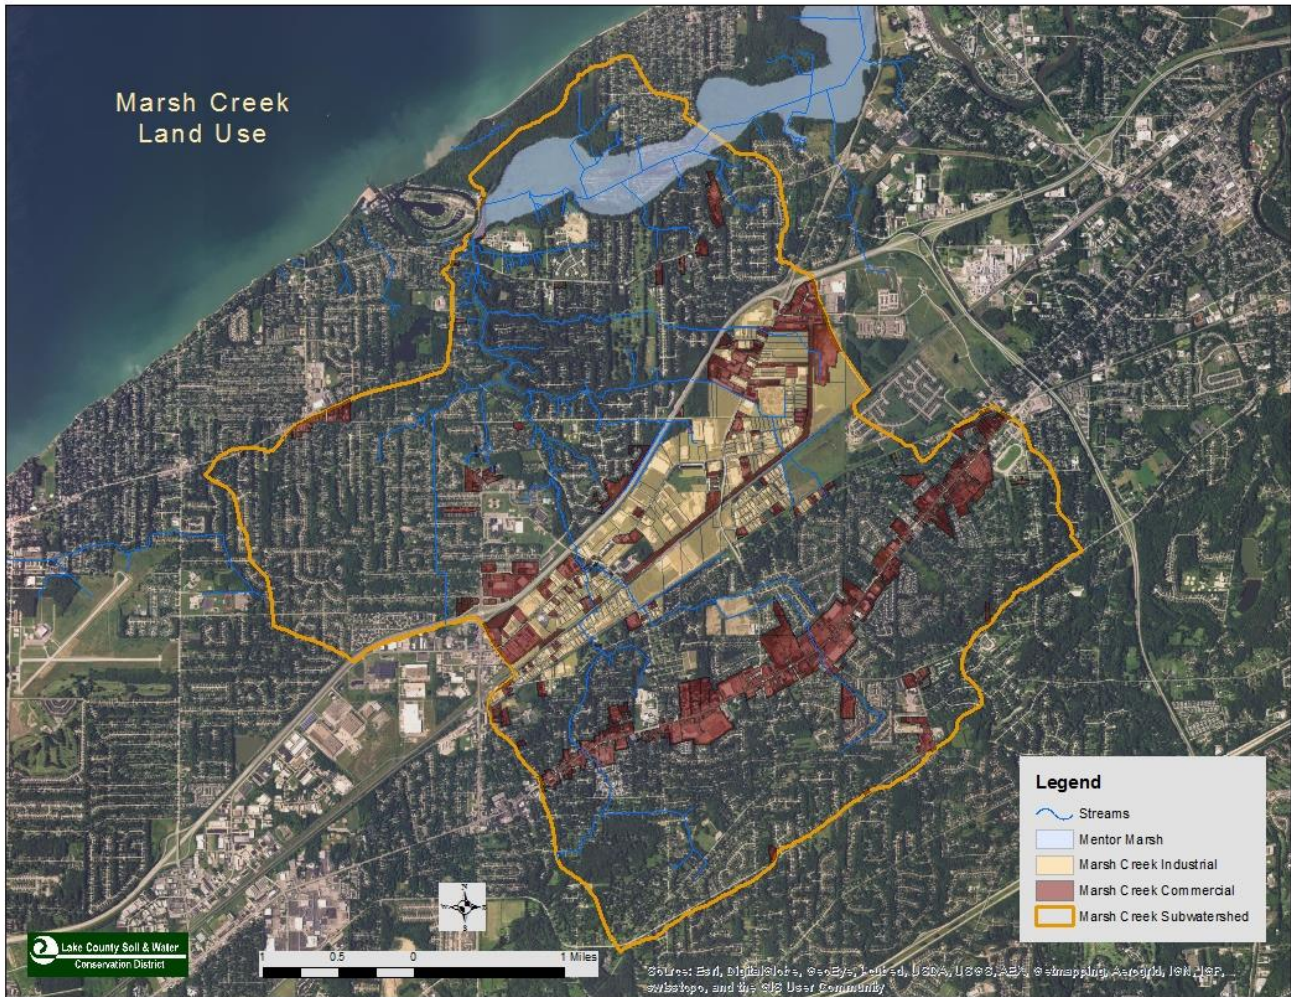 Marsh Creek
Land Use
Legend
Streams
Mentor Marsh
Marsh Creek Industrial
Marsh Creek Commercial
Marsh Creek Subwatershed
N
Lake County Soil & Water
Conservation District
1 0.5 0 1 Miles
Source: Esri, DigitalGlobe, GeoEye, i-cubed, USDA, USGS, AEX, Getmapping, Aerogrid, IGN, IGP,
swisstopo, and the GIS User Community